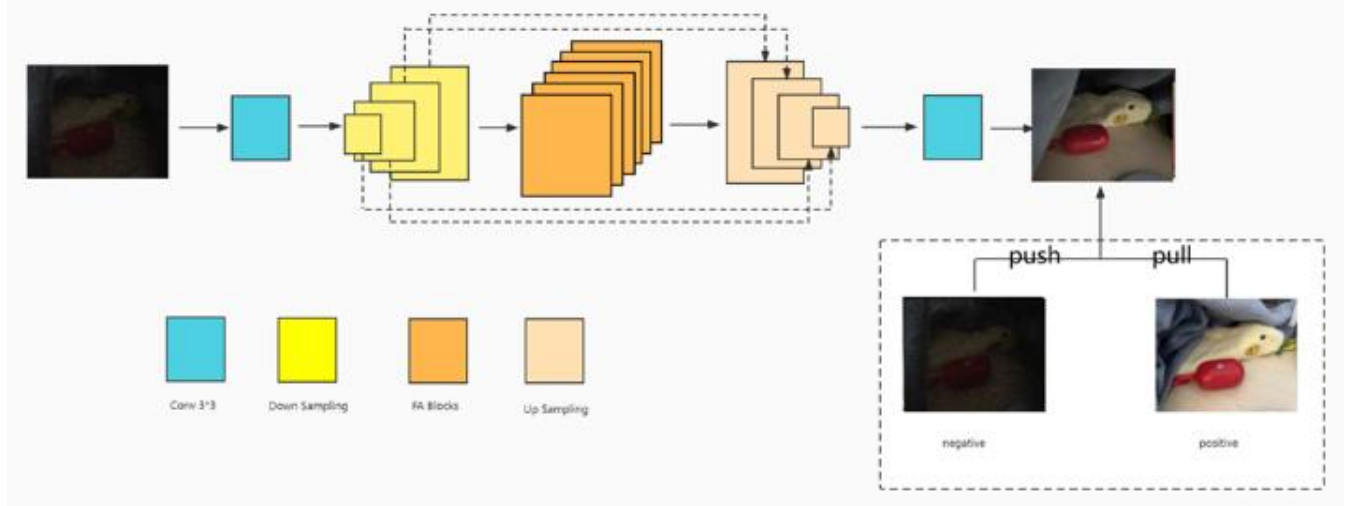 push pull
Conv 3*3 Down Sampling FA Blocks Up Sampling
negative positive